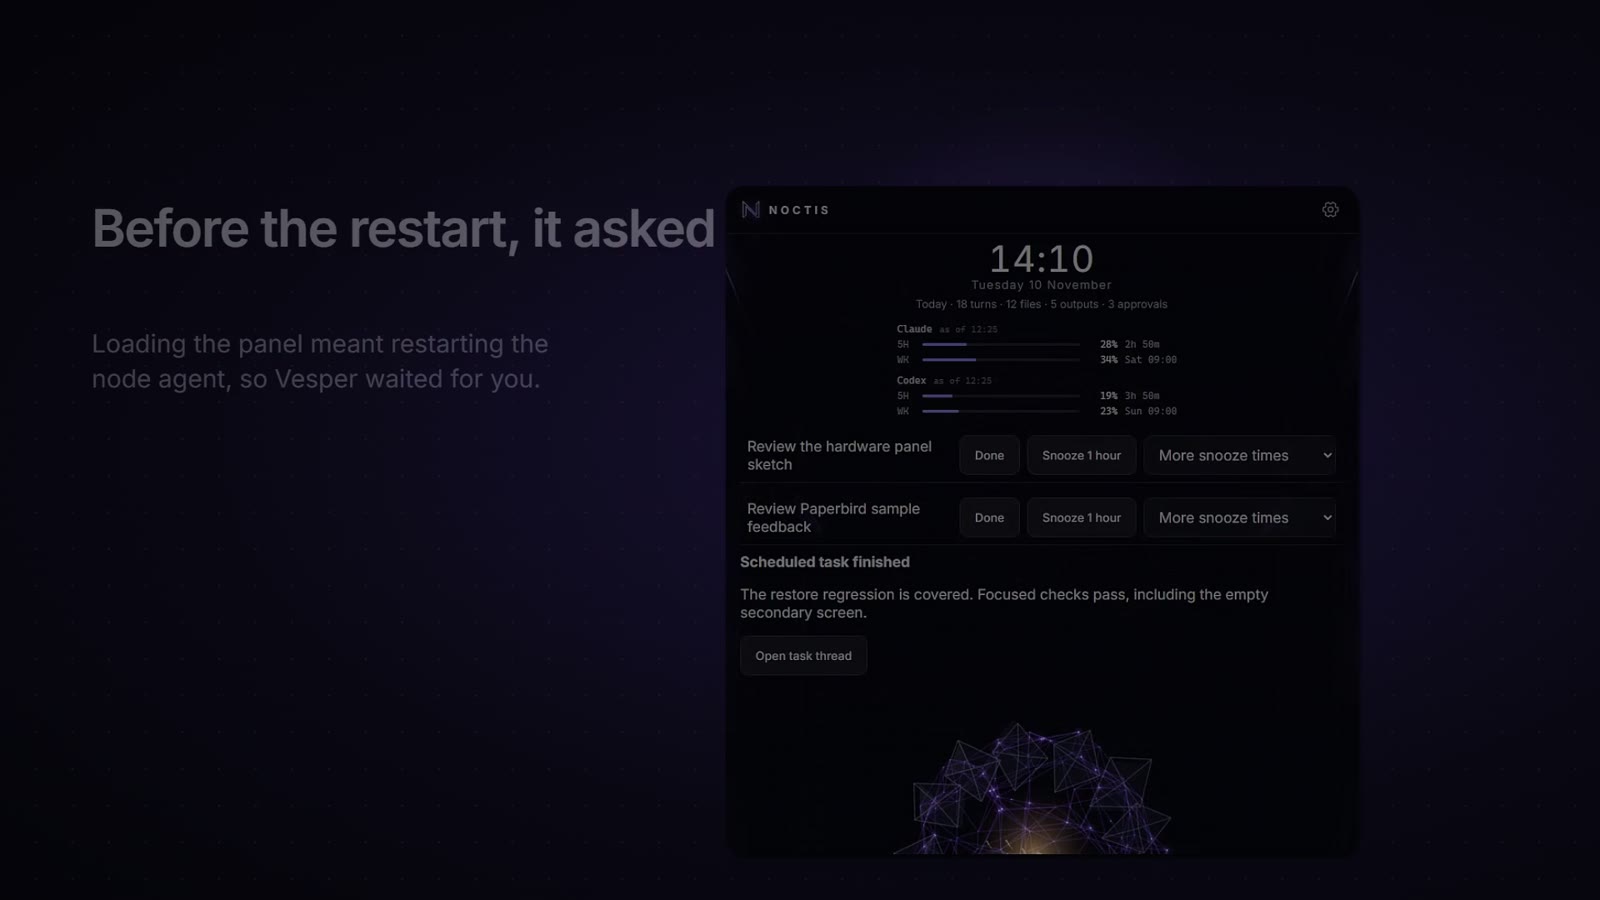 Before the restart, it asked
Loading the panel meant restarting the
node agent, so Vesper waited for you.
NOCTIS
14:10
Tuesday 10 November
Today · 18 turns · 12 files · 5 outputs · 3 approvals
Claude as of 12:25
5H 28% 2h 50m
WK 34% Sat 09:00
Codex as of 12:25
5H 19% 3h 50m
WK 23% Sun 09:00
Review the hardware panel
sketch
Done Snooze 1 hour More snooze times
Review Paperbird sample
feedback
Done Snooze 1 hour More snooze times
Scheduled task finished
The restore regression is covered. Focused checks pass, including the empty
secondary screen.
Open task thread